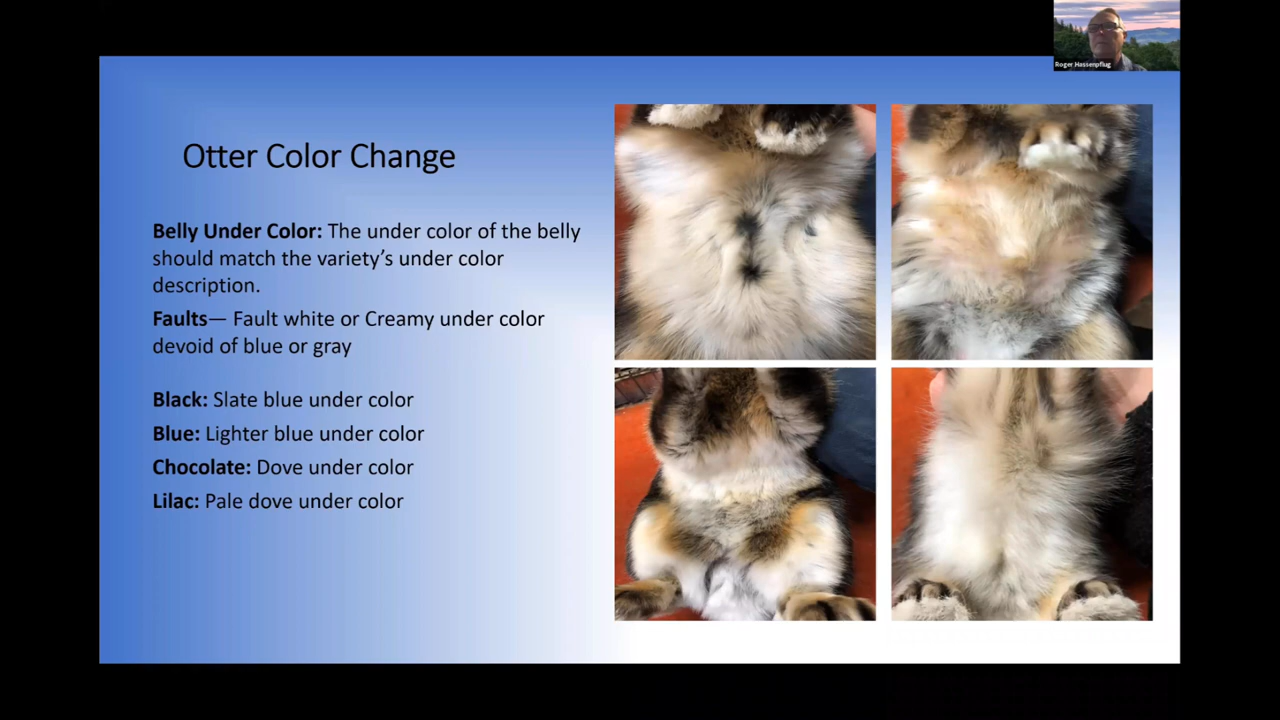 Roger Hassenpflug
Otter Color Change
Belly Under Color: The under color of the belly
should match the variety’s under color
description.
Faults— Fault white or Creamy under color
devoid of blue or gray
Black: Slate blue under color
Blue: Lighter blue under color
Chocolate: Dove under color
Lilac: Pale dove under color